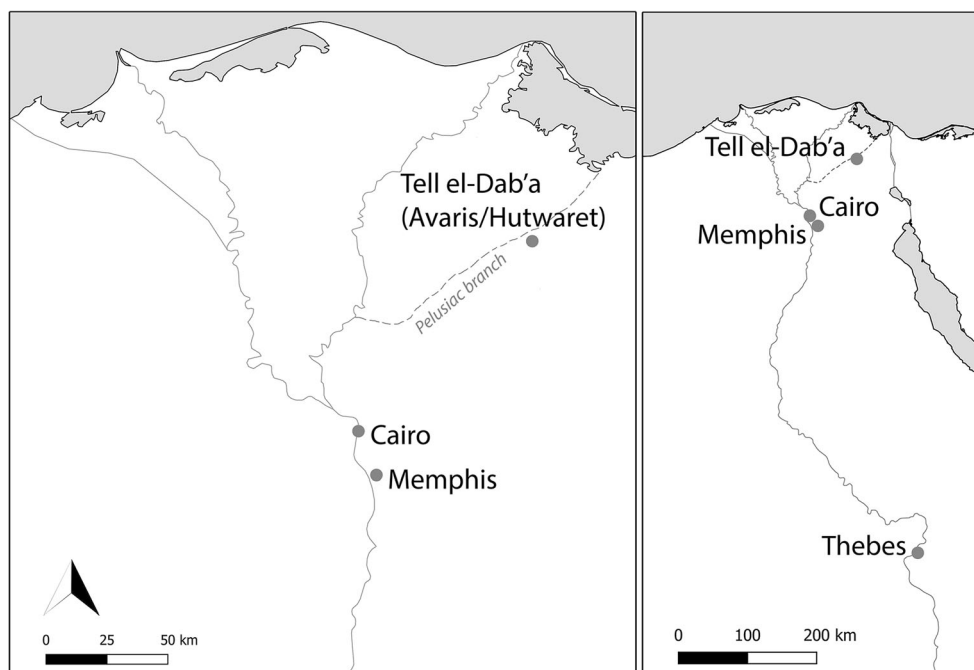 Tell el-Dab'a
(Avaris/Hutwaret)
Pelusiac branch
Cairo
Memphis
0 25 50 km
Tell el-Dab'a
Cairo
Memphis
Thebes
0 100 200 km